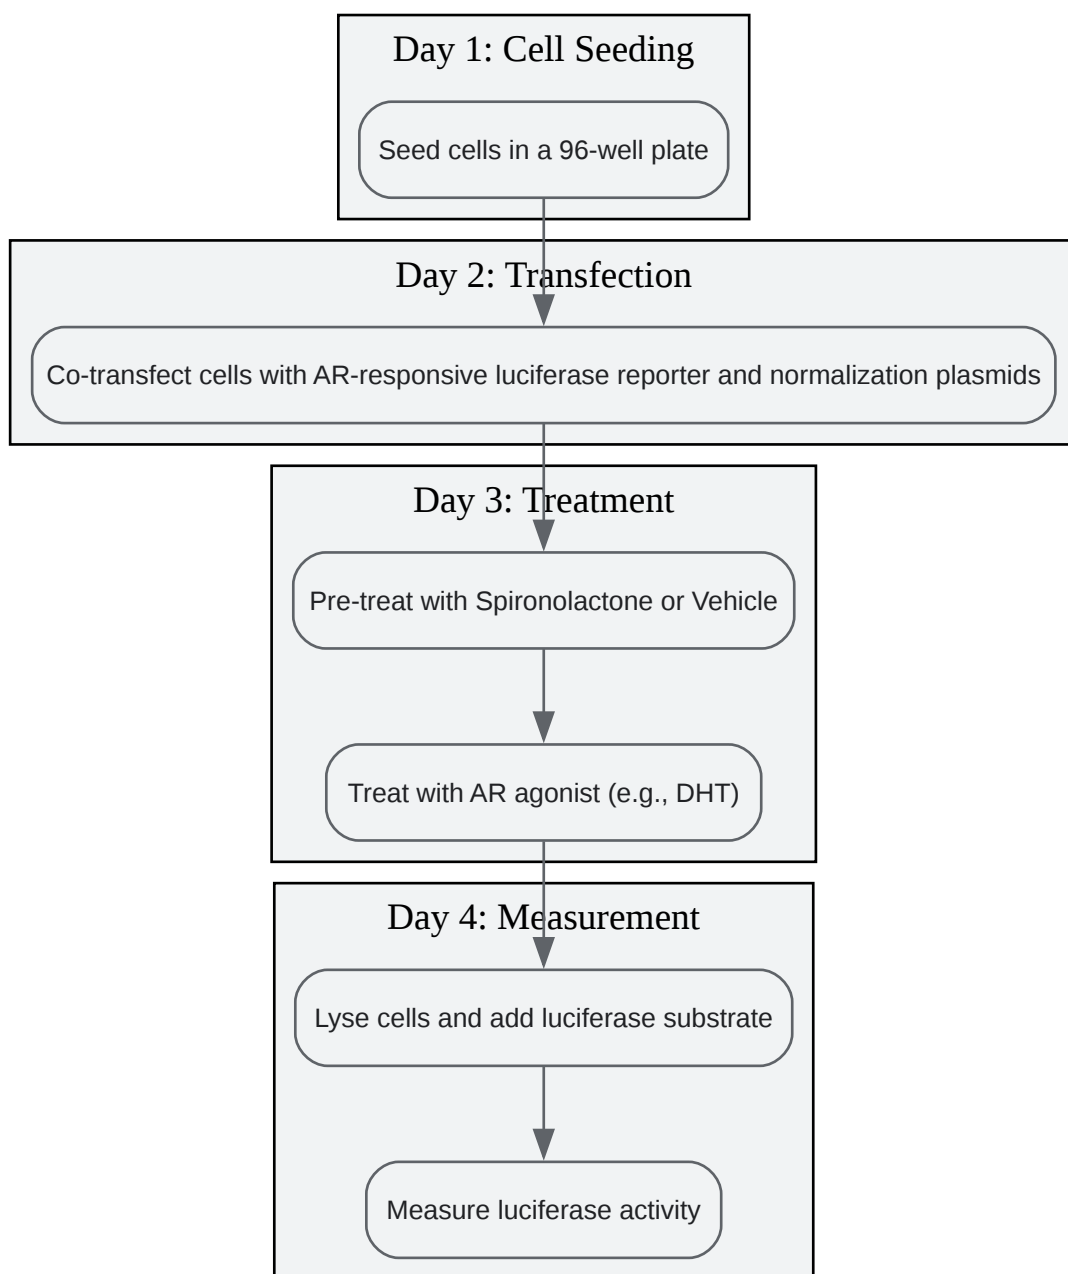 Day 1: Cell Seeding
Seed cells in a 96-well plate
Day 2: Transfection
Co-transfect cells with AR-responsive luciferase reporter and normalization plasmids
Day 3: Treatment
Pre-treat with Spironolactone or Vehicle
Treat with AR agonist (e.g., DHT)
Day 4: Measurement
Lyse cells and add luciferase substrate
Measure luciferase activity